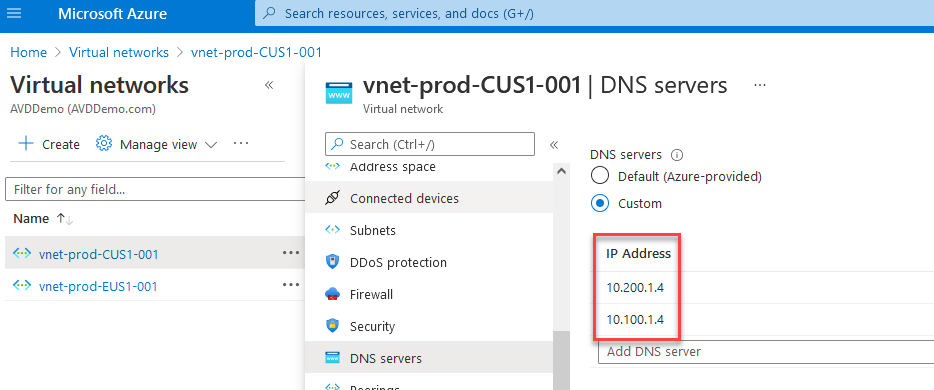 Microsoft Azure
Search resources, services, and docs (G+/)
Home > Virtual networks > vnet-prod-CUS1-001
Virtual networks
AVDDemo (AVDDemo.com)
+ Create
Manage view
Filter for any field...
Name
vnet-prod-CUS1-001
vnet-prod-EUS1-001
www
vnet-prod-CUS1-001 | DNS servers
Virtual network
Search (Ctrl+/)
Address space
Connected devices
Subnets
DDoS protection
Firewall
Security
DNS servers
Peerings
DNS servers
Default (Azure-provided)
Custom
IP Address
10.200.1.4
10.100.1.4
Add DNS server